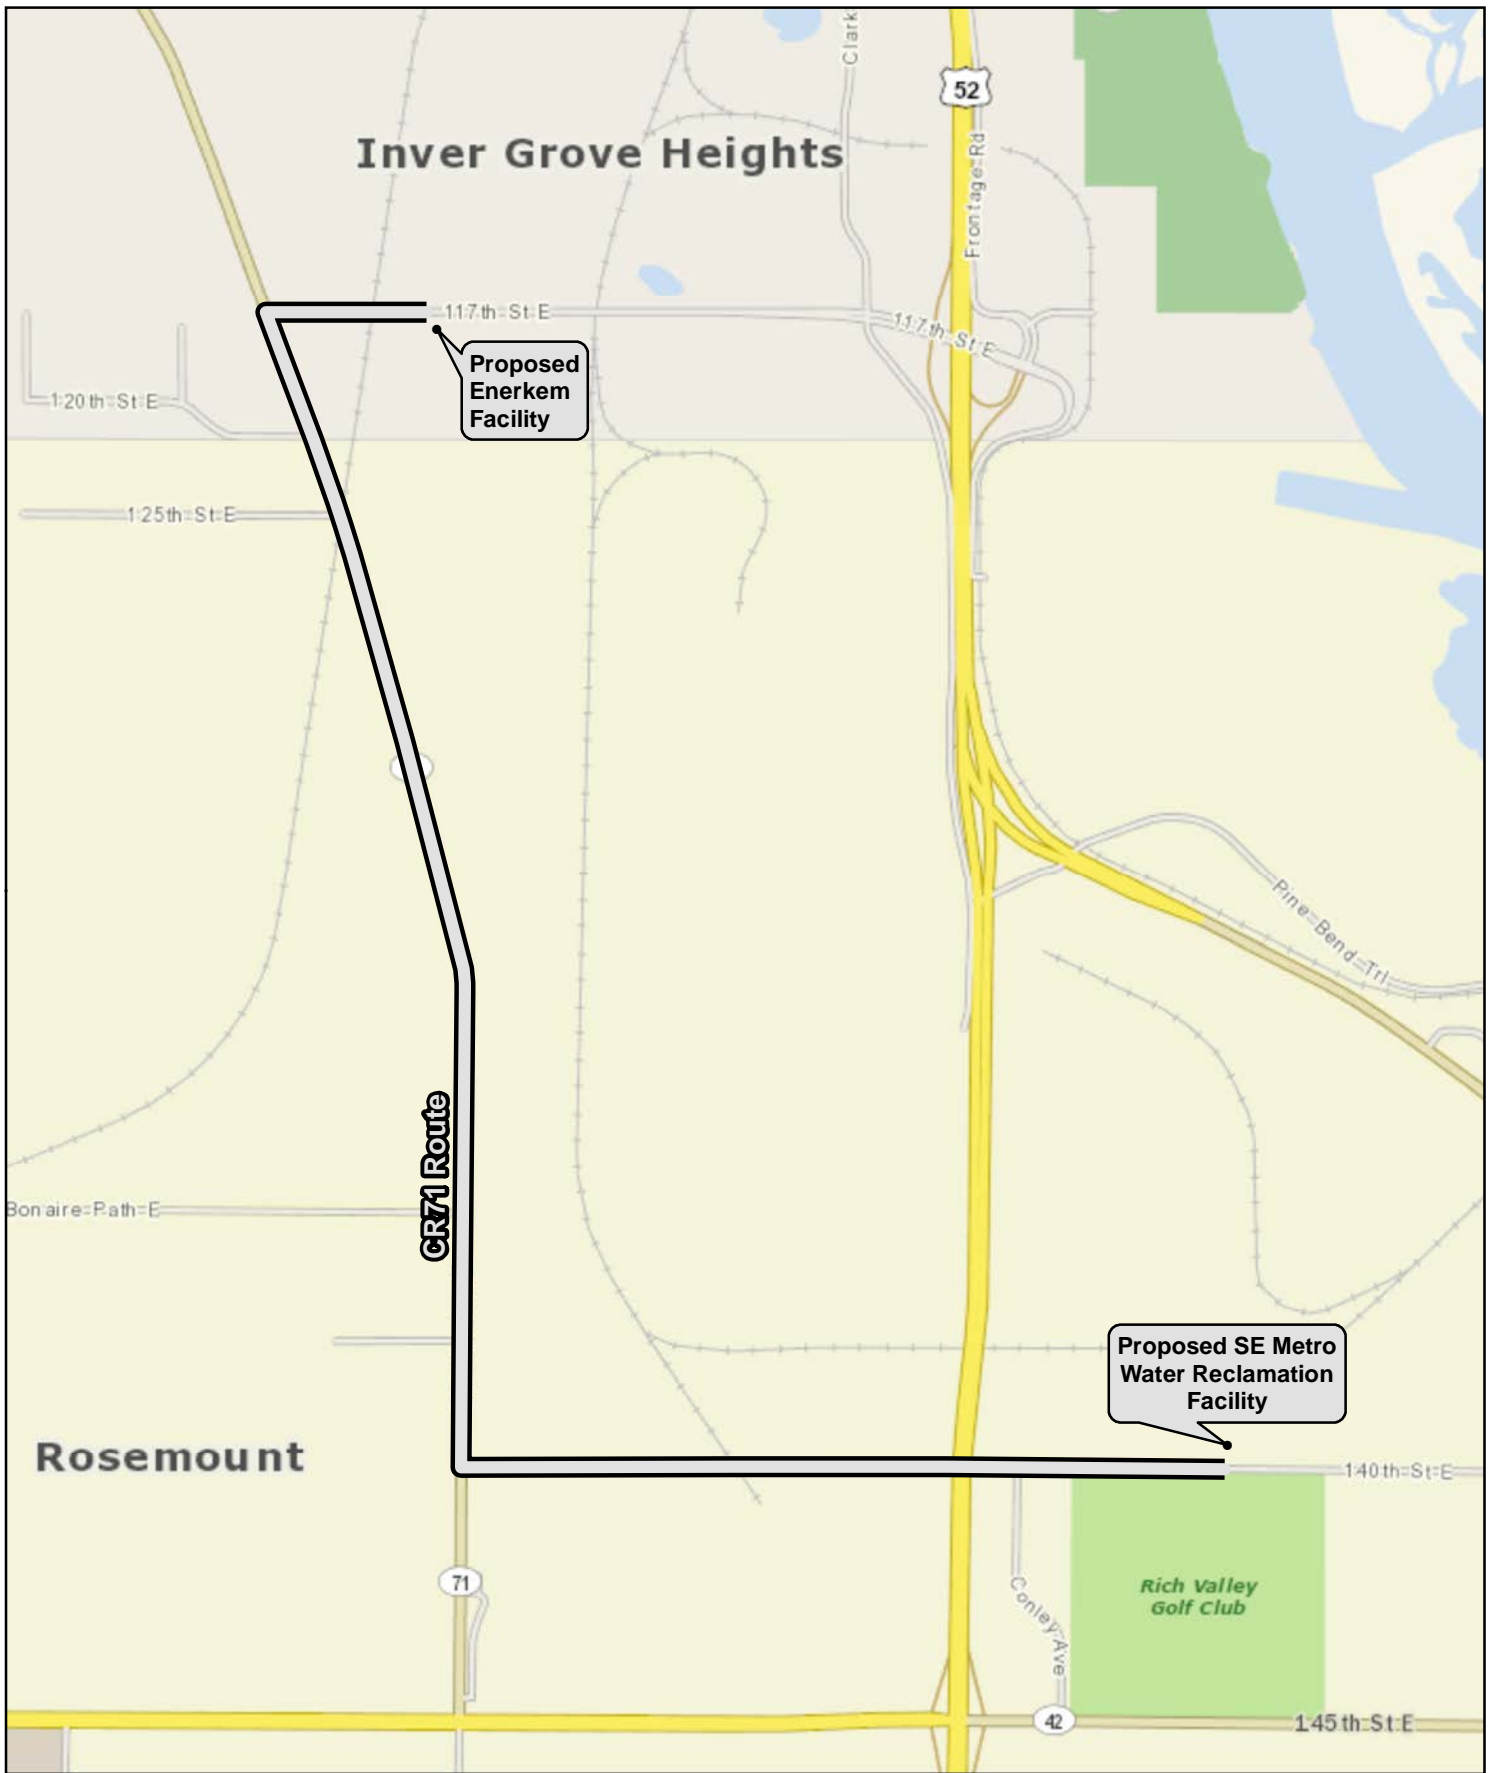 Clark
52
Inver Grove Heights
Frontage Rd
117th St E
117th St E
Proposed
Enerkem
Facility
120th St E
125th St E
Pine Bend Trl
CR71 Route
Bonaire Path E
Proposed SE Metro
Water Reclamation
Facility
Rosemount
140th St E
71
Conley Ave
Rich Valley
Golf Club
42
145th St E